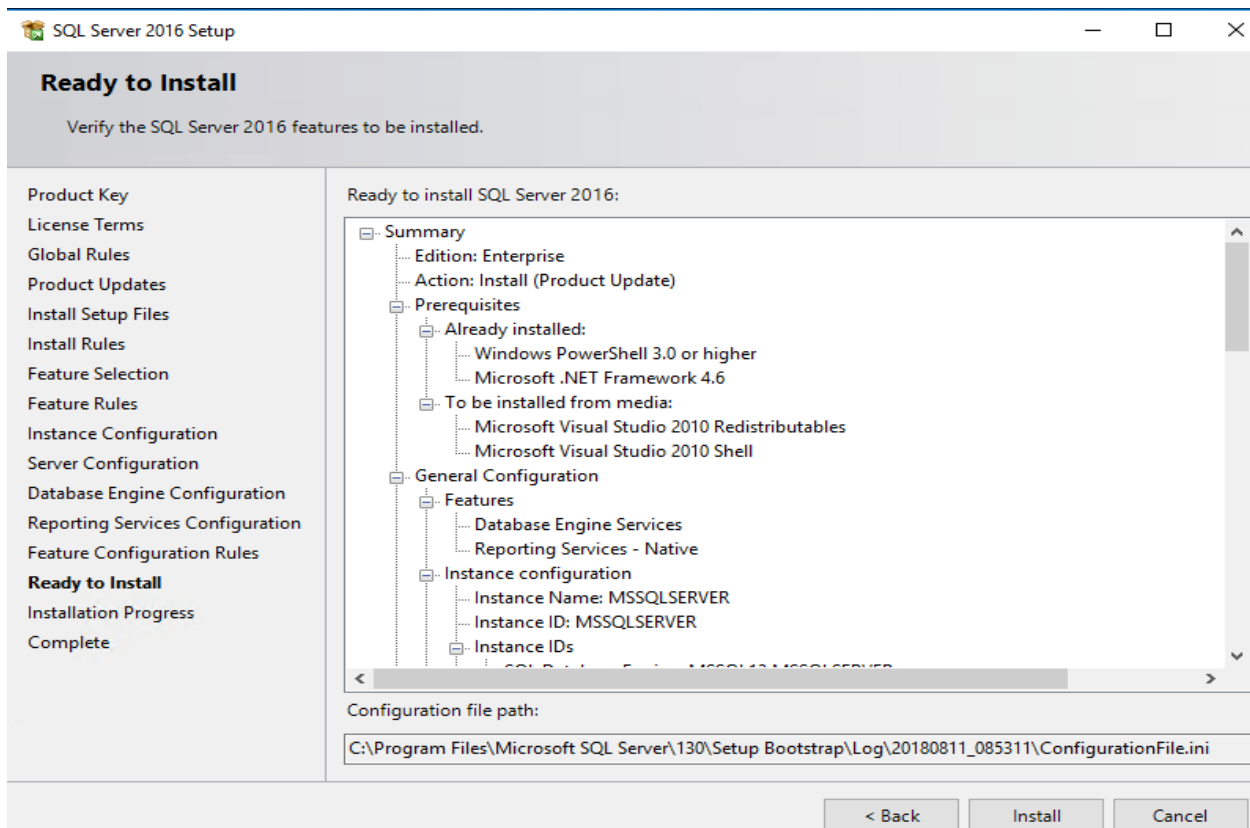 SQL Server 2016 Setup
Ready to Install
Verify the SQL Server 2016 features to be installed.
Product Key
License Terms
Global Rules
Product Updates
Install Setup Files
Install Rules
Feature Selection
Feature Rules
Instance Configuration
Server Configuration
Database Engine Configuration
Reporting Services Configuration
Feature Configuration Rules
Ready to Install
Installation Progress
Complete
Ready to install SQL Server 2016:
Summary
Edition: Enterprise
Action: Install (Product Update)
Prerequisites
Already installed:
Windows PowerShell 3.0 or higher
Microsoft .NET Framework 4.6
To be installed from media:
Microsoft Visual Studio 2010 Redistributables
Microsoft Visual Studio 2010 Shell
General Configuration
Features
Database Engine Services
Reporting Services - Native
Instance configuration
Instance Name: MSSQLSERVER
Instance ID: MSSQLSERVER
Instance IDs
Configuration file path:
C:\Program Files\Microsoft SQL Server\130\Setup Bootstrap\Log\20180811_085311\ConfigurationFile.ini
< Back Install Cancel